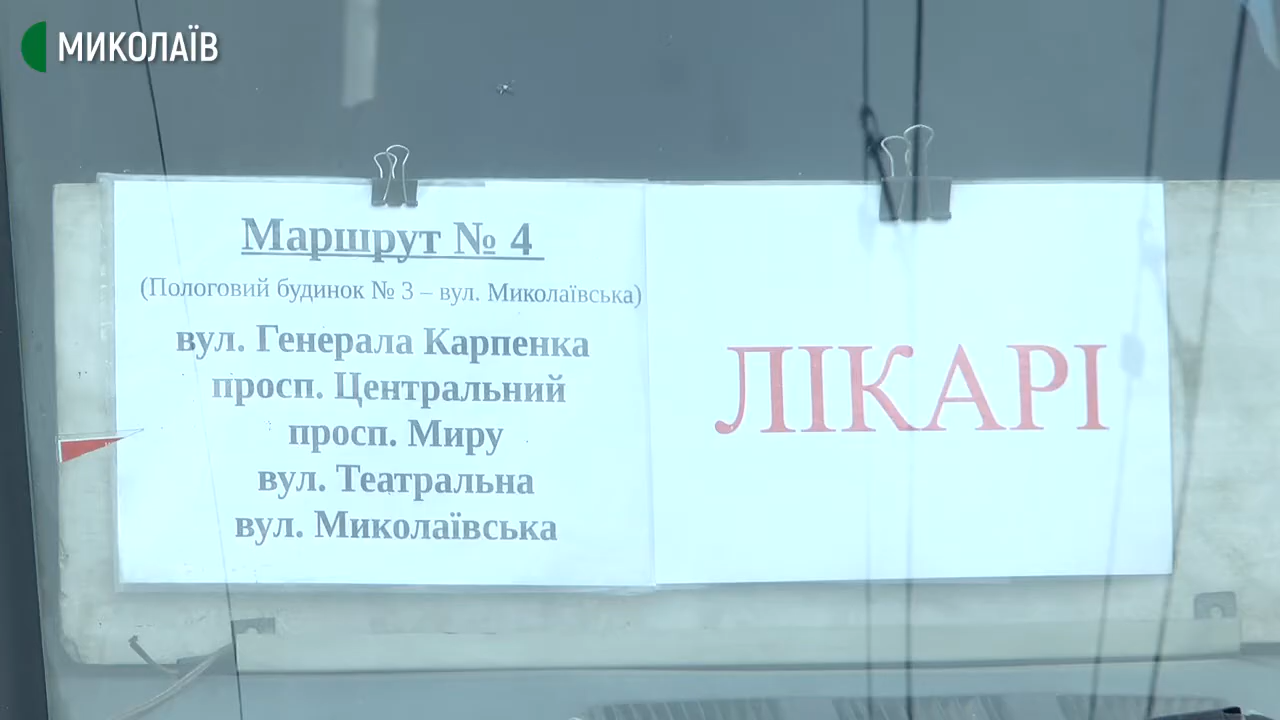 МИКОЛАЇВ
Маршрут № 4
(Пологовий будинок № 3 – вул. Миколаївська)
вул. Генерала Карпенка
просп. Центральний
просп. Миру
вул. Театральна
вул. Миколаївська
ЛІКАРІ